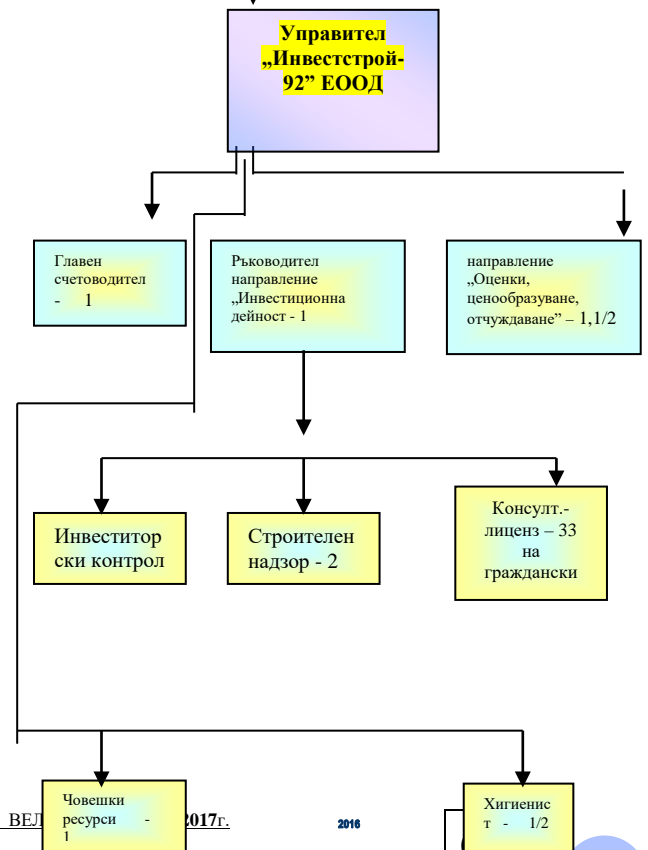 Управител
„Инвестстрой-
92” ЕООД
Главен
счетоводител
- 1
Ръководител
направление
„Инвестиционна
дейност - 1
направление
„Оценки,
ценообразуване,
отчуждаване” – 1,1/2
Инвеститор
ски контрол
Строителен
надзор - 2
Консулт.-
лиценз – 33
на
граждански
Човешки
ресурси -
1
Хигиенис
т - 1/2
ВЕЛ
2017г.
2016